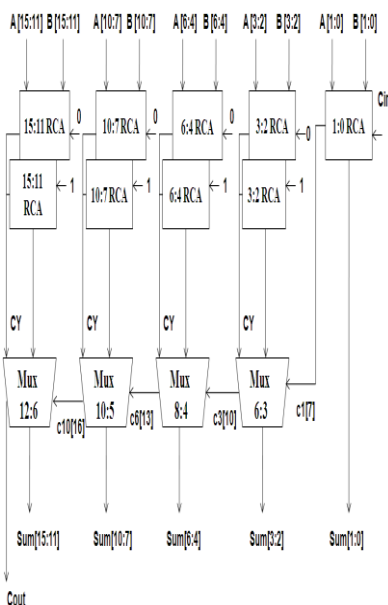 A[15:11] B[15:11] A[10:7] B[10:7] A[6:4] B[6:4] A[3:2] B[3:2] A[1:0] B[1:0]
Cin
0 0 0 0
15:11 RCA 10:7 RCA 6:4 RCA 3:2 RCA 1:0 RCA
1 1 1 1
15:11
RCA
10:7 RCA 6:4 RCA 3:2 RCA
CY CY CY CY
Mux
12:6
Mux
10:5
Mux
8:4
Mux
6:3
c10[16] c6[13] c3[10] c1[7]
Sum[15:11] Sum[10:7] Sum[6:4] Sum[3:2] Sum[1:0]
Cout